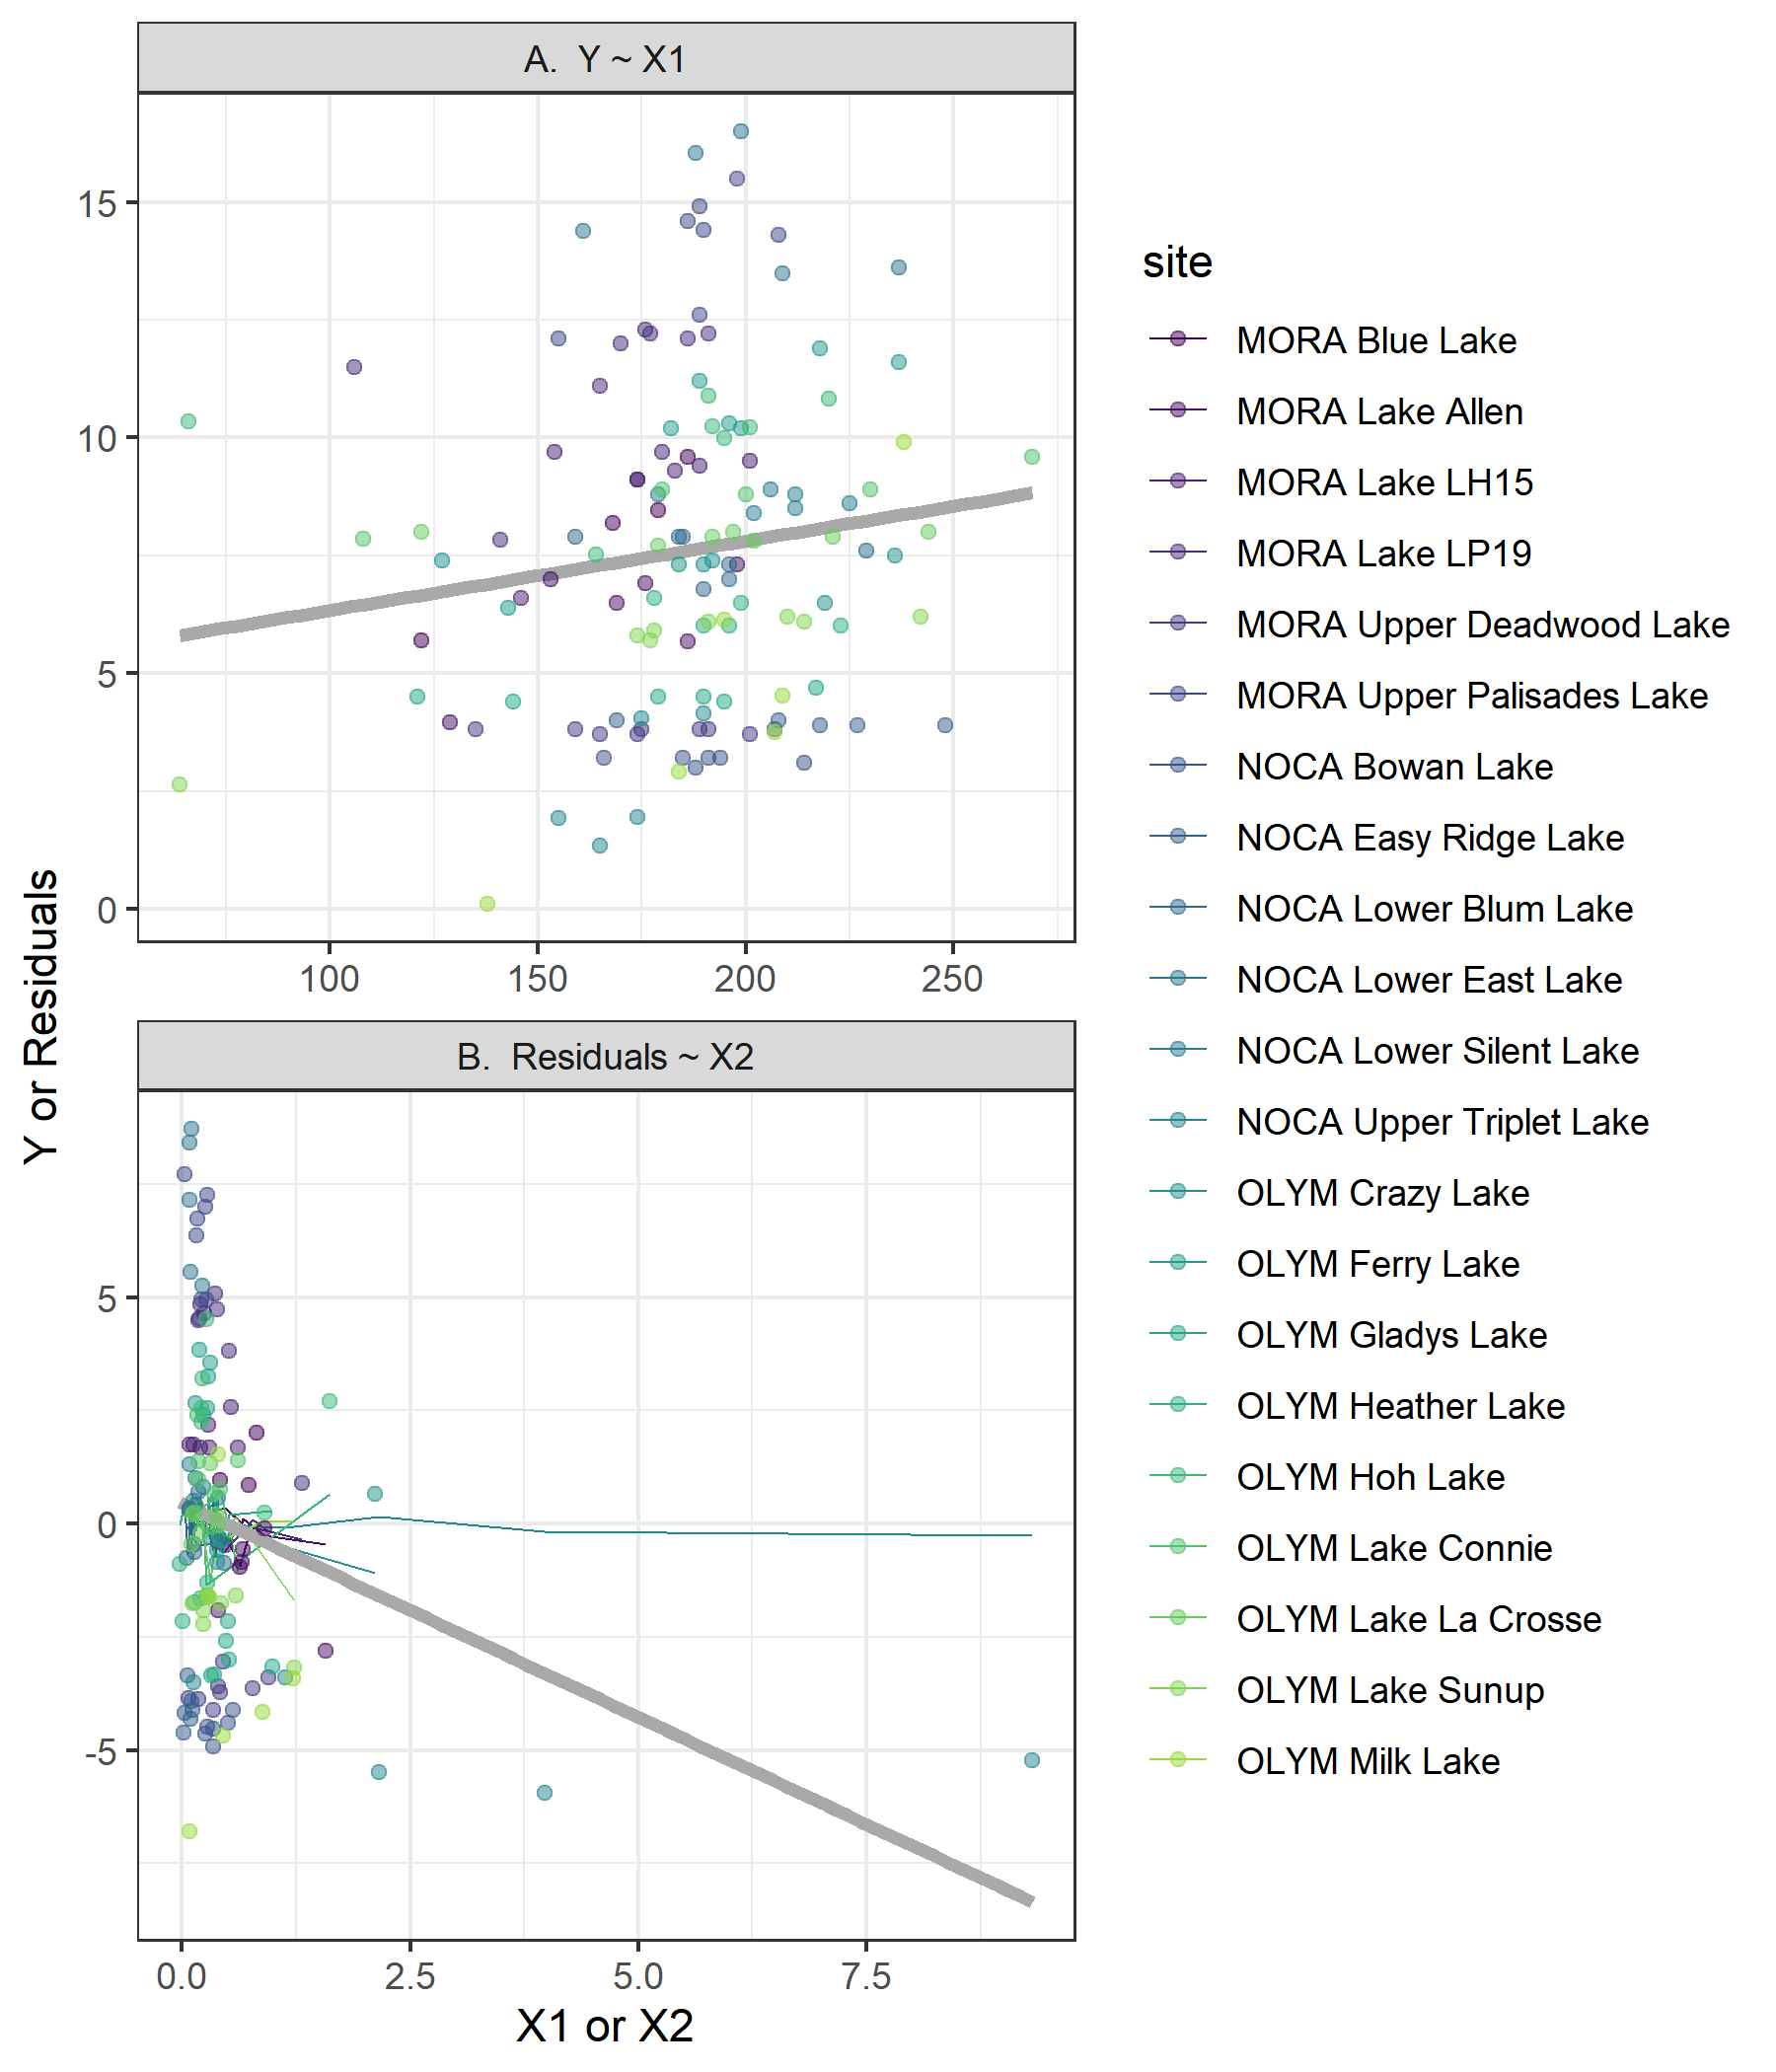 A.  Y ~ X1
15
10
5
0
100 150 200 250
B.  Residuals ~ X2
5
0
-5
0.0 2.5 5.0 7.5
X1 or X2
Y or Residuals
site
MORA Blue Lake
MORA Lake Allen
MORA Lake LH15
MORA Lake LP19
MORA Upper Deadwood Lake
MORA Upper Palisades Lake
NOCA Bowan Lake
NOCA Easy Ridge Lake
NOCA Lower Blum Lake
NOCA Lower East Lake
NOCA Lower Silent Lake
NOCA Upper Triplet Lake
OLYM Crazy Lake
OLYM Ferry Lake
OLYM Gladys Lake
OLYM Heather Lake
OLYM Hoh Lake
OLYM Lake Connie
OLYM Lake La Crosse
OLYM Lake Sunup
OLYM Milk Lake